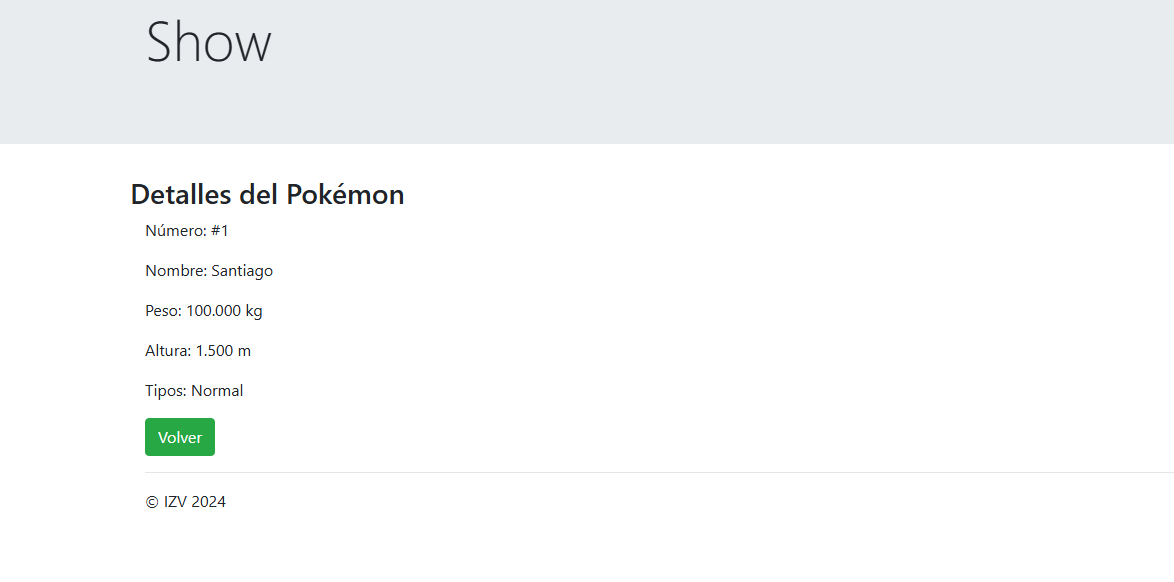 Show
Detalles del Pokémon
Número: #1
Nombre: Santiago
Peso: 100.000 kg
Altura: 1.500 m
Tipos: Normal
Volver
© IZV 2024